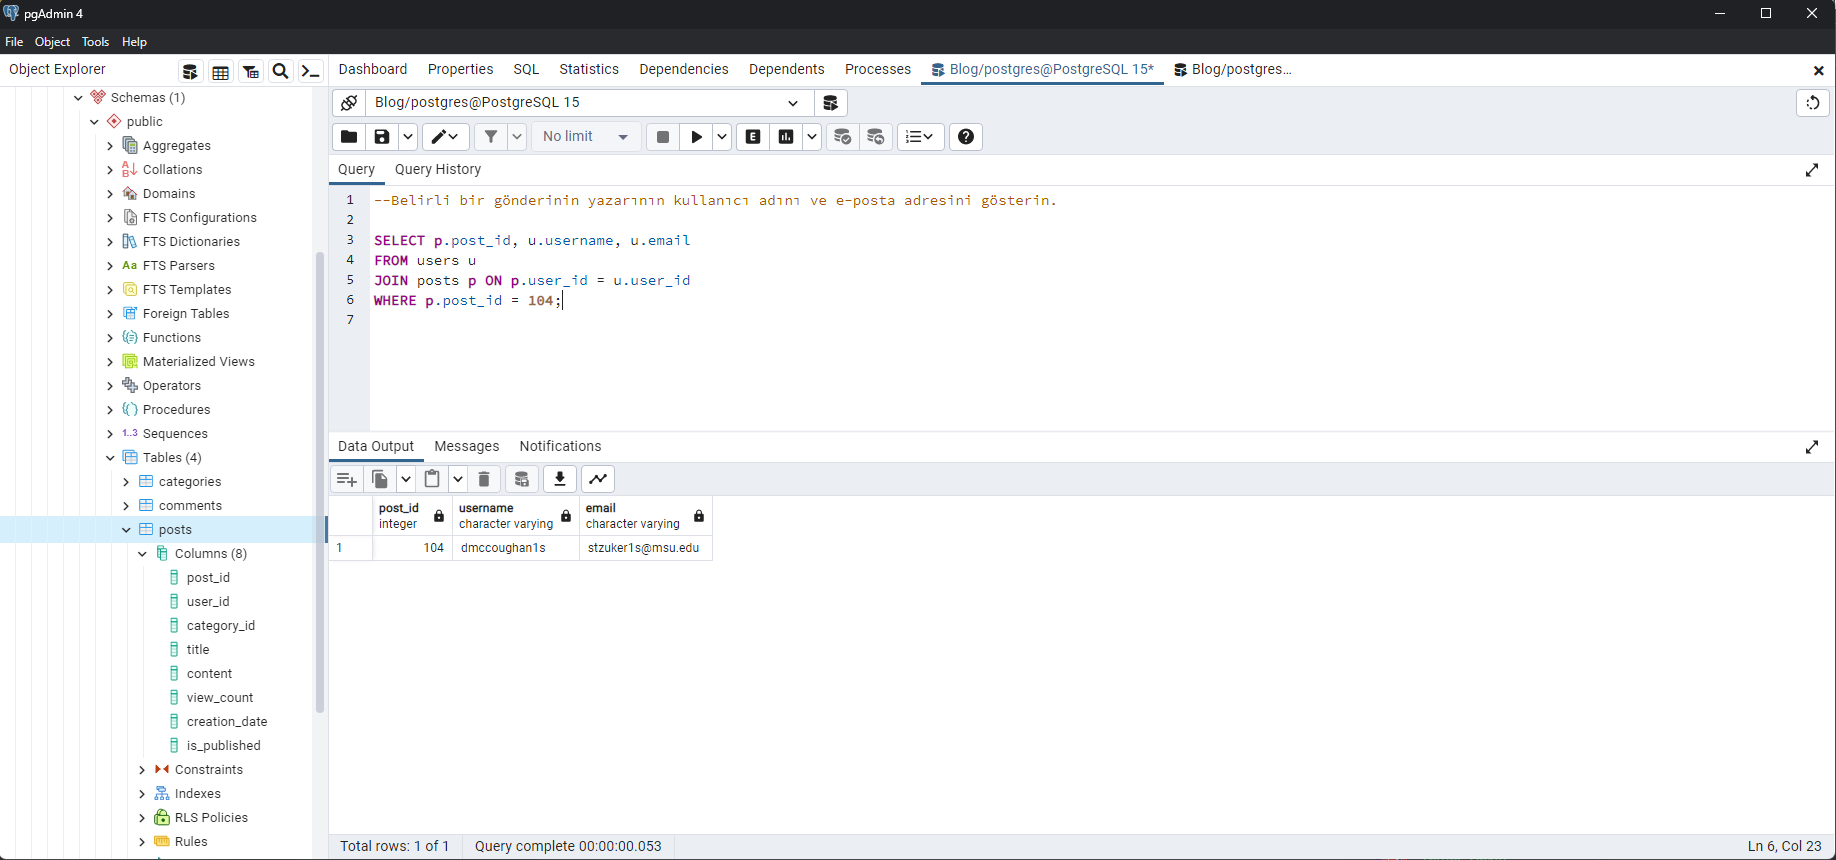 pgAdmin 4
File Object Tools Help
Object Explorer
Dashboard Properties SQL Statistics Dependencies Dependents Processes Blog/postgres@PostgreSQL 15* Blog/postgres...
Schemas (1)
public
Aggregates
Collations
Domains
FTS Configurations
FTS Dictionaries
Aa FTS Parsers
FTS Templates
Foreign Tables
Functions
Materialized Views
Operators
Procedures
1..3 Sequences
Tables (4)
categories
comments
posts
Columns (8)
post_id
user_id
category_id
title
content
view_count
creation_date
is_published
Constraints
Indexes
RLS Policies
Rules
Blog/postgres@PostgreSQL 15
No limit E
Query Query History
1 --Belirli bir gönderinin yazarının kullanıcı adını ve e-posta adresini gösterin.
2
3 SELECT p.post_id, u.username, u.email
4 FROM users u
5 JOIN posts p ON p.user_id = u.user_id
6 WHERE p.post_id = 104;
7
Data Output Messages Notifications
post_id username email
integer character varying character varying
1 104 dmccoughan1s stzuker1s@msu.edu
Total rows: 1 of 1 Query complete 00:00:00.053 Ln 6, Col 23